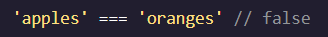 'apples' === 'oranges' // false